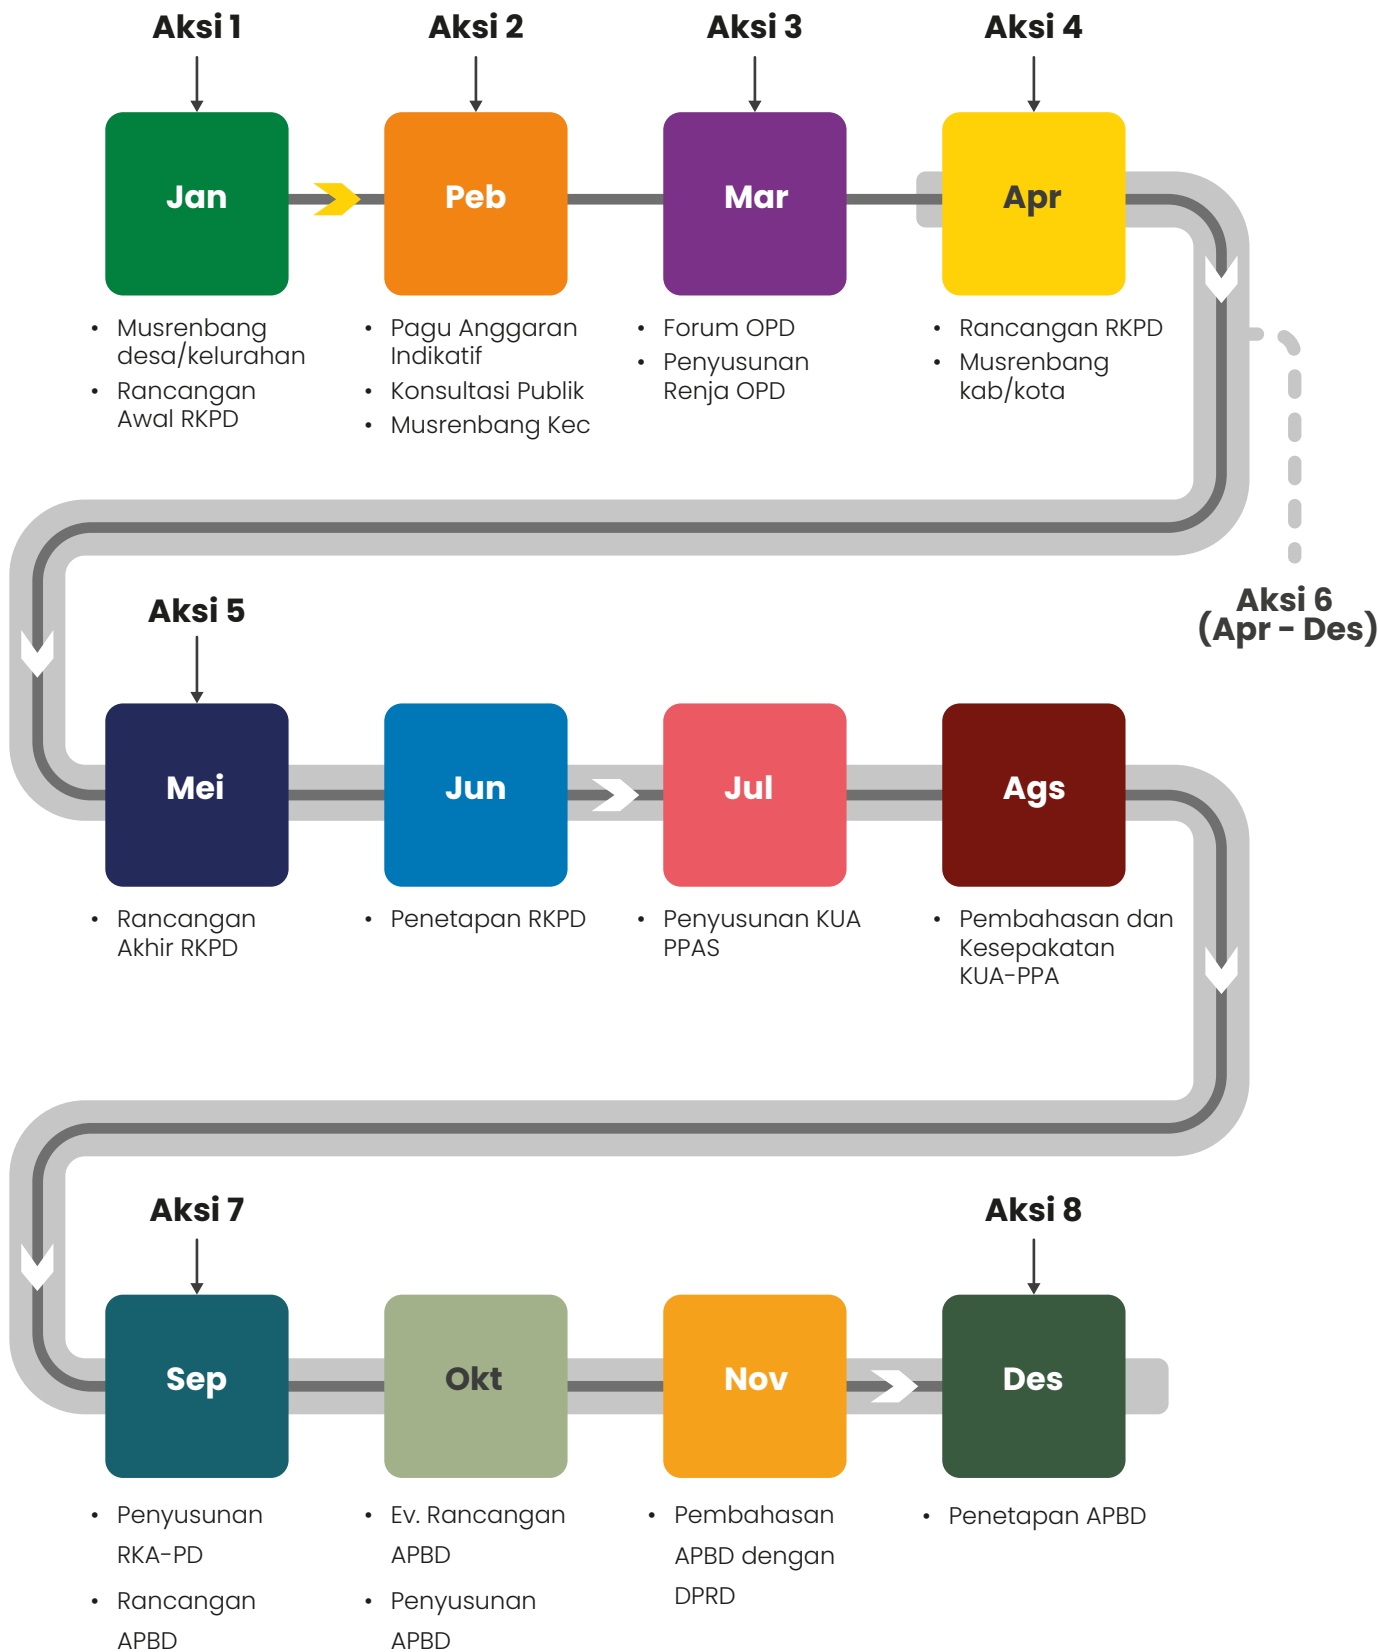 Aksi 1
Aksi 2
Aksi 3
Aksi 4
Jan
Peb
Mar
Apr
• Musrenbang
desa/kelurahan
• Rancangan
Awal RKPD
• Pagu Anggaran
Indikatif
• Konsultasi Publik
• Musrenbang Kec
• Forum OPD
• Penyusunan
Renja OPD
• Rancangan RKPD
• Musrenbang
kab/kota
Aksi 6
(Apr - Des)
Aksi 5
Mei
Jun
Jul
Ags
• Rancangan
Akhir RKPD
• Penetapan RKPD
• Penyusunan KUA
PPAS
• Pembahasan dan
Kesepakatan
KUA-PPA
Aksi 7
Aksi 8
Sep
Okt
Nov
Des
• Penyusunan
RKA-PD
• Rancangan
APBD
• Ev. Rancangan
APBD
• Penyusunan
APBD
• Pembahasan
APBD dengan
DPRD
• Penetapan APBD